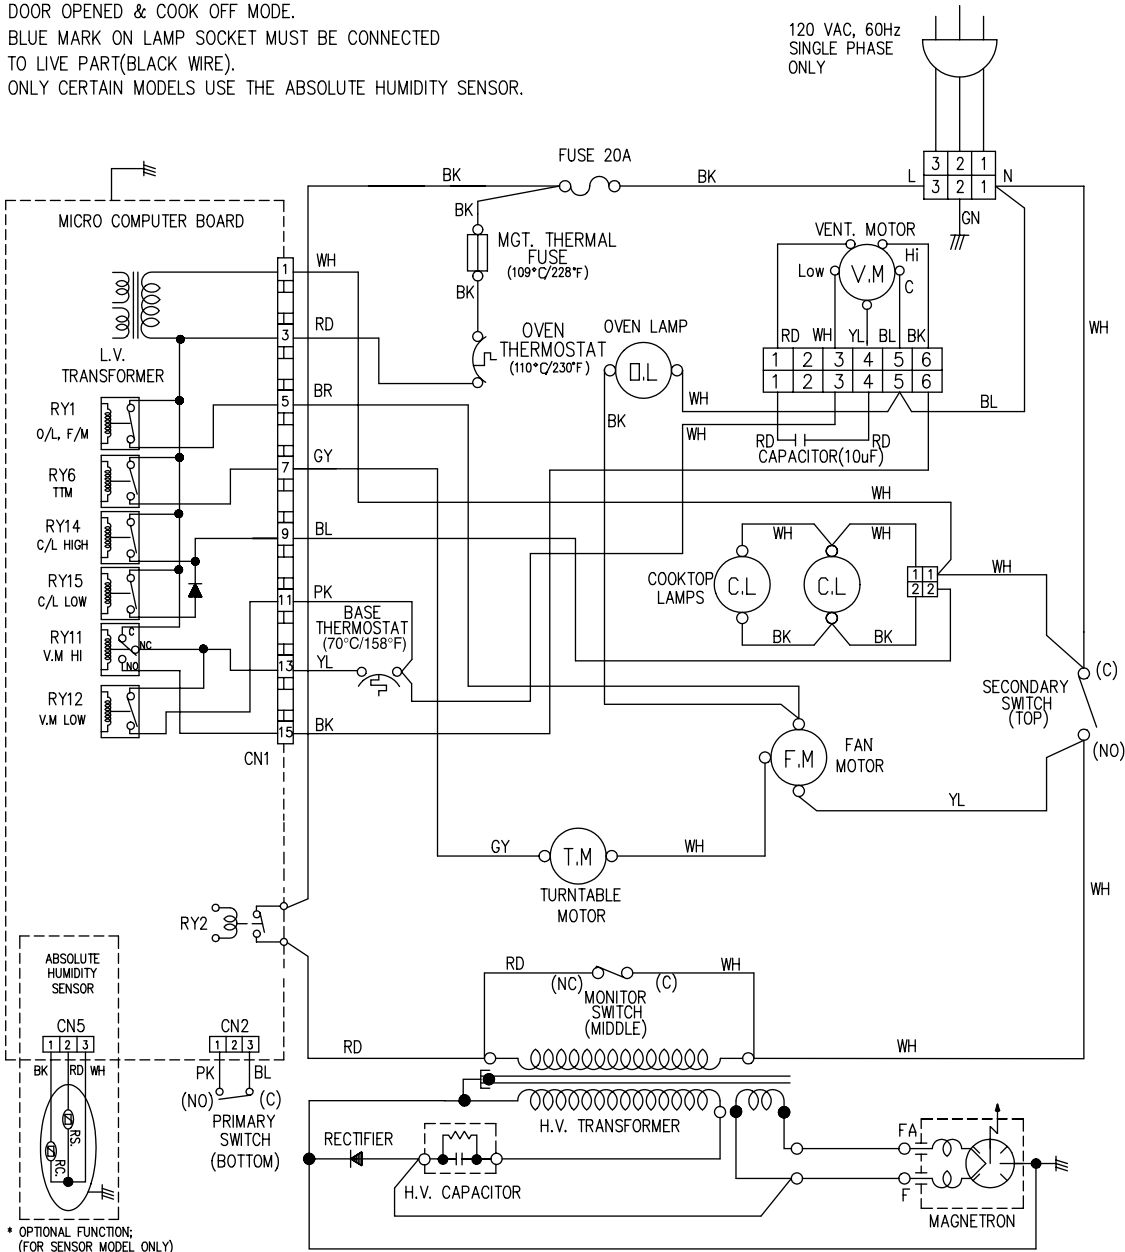 DOOR OPENED & COOK OFF MODE.
BLUE MARK ON LAMP SOCKET MUST BE CONNECTED
TO LIVE PART(BLACK WIRE).
ONLY CERTAIN MODELS USE THE ABSOLUTE HUMIDITY SENSOR.
120 VAC, 60Hz
SINGLE PHASE
ONLY
3 2 1
3 2 1
L
N
GN
FUSE 20A
BK
BK
BK
MGT. THERMAL
FUSE
(109°C/228°F)
BK
OVEN
THERMOSTAT
(110°C/230°F)
OVEN LAMP
O.L
WH
BK
WH
VENT. MOTOR
Low
V.M
Hi
C
RD WH YL BL BK
1 2 3 4 5 6
1 2 3 4 5 6
BL
RD
RD
CAPACITOR(10uF)
WH
MICRO COMPUTER BOARD
L.V.
TRANSFORMER
RY1
O/L, F/M
RY6
TTM
RY14
C/L HIGH
RY15
C/L LOW
RY11
V.M HI
C
NC
NO
RY12
V.M LOW
1
WH
3
RD
5
BR
7
GY
9
BL
11
PK
13
YL
15
BK
CN1
BASE
THERMOSTAT
(70°C/158°F)
WH
COOKTOP
LAMPS
C.L
C.L
WH
WH
BK
BK
1 1
2 2
WH
SECONDARY
SWITCH
(TOP)
(C)
(NO)
F.M
FAN
MOTOR
YL
GY
T.M
WH
TURNTABLE
MOTOR
WH
RY2
ABSOLUTE
HUMIDITY
SENSOR
CN5
1 2 3
BK RD WH
RS.
RC.
CN2
1 2 3
PK
BL
(NO)
(C)
PRIMARY
SWITCH
(BOTTOM)
RD
RD
WH
(NC)
(C)
MONITOR
SWITCH
(MIDDLE)
WH
H.V. TRANSFORMER
RECTIFIER
H.V. CAPACITOR
FA
F
MAGNETRON
* OPTIONAL FUNCTION;
(FOR SENSOR MODEL ONLY)